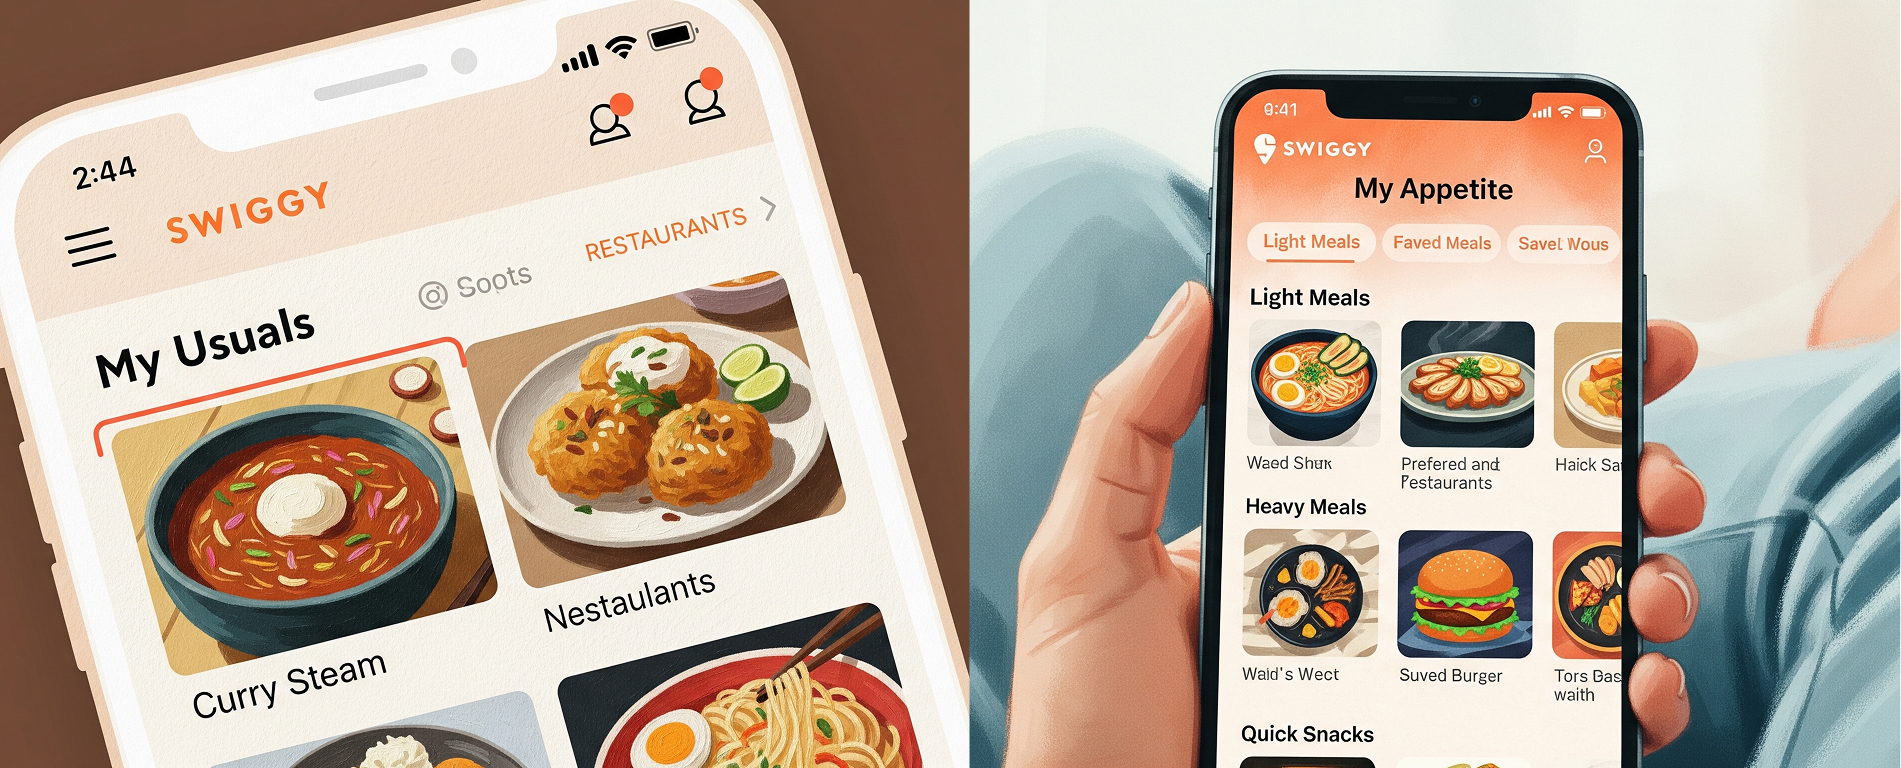 2:44
SWIGGY
RESTAURANTS
@ Soots
My Usuals
Nestaulants
Curry Steam
9:41
SWIGGY
My Appetite
Light Meals
Faved Meals
Savel Wous
Light Meals
Waed Shuk
Prefered and
Pestaurants
Haick Sa
Heavy Meals
Waid's Wect
Suved Burger
Tors Bas
waith
Quick Snacks